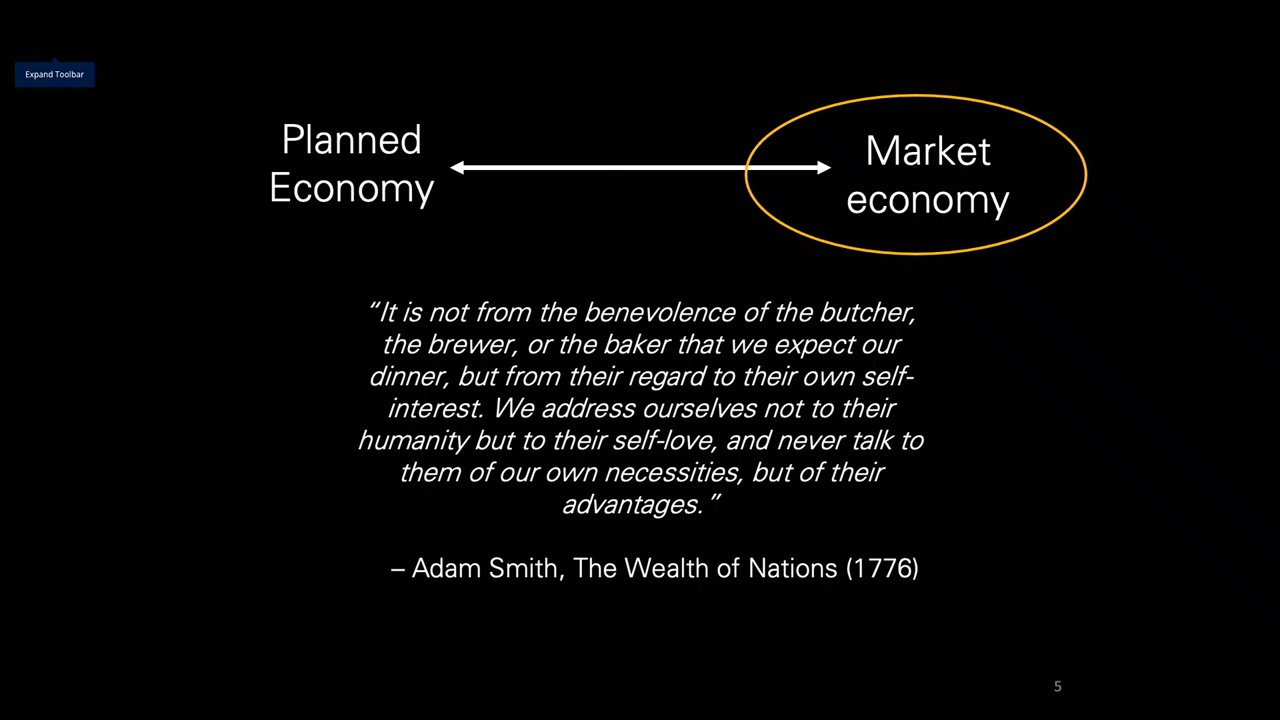 Expand Toolbar
Planned
Economy
Market
economy
“It is not from the benevolence of the butcher,
the brewer, or the baker that we expect our
dinner, but from their regard to their own self-
interest. We address ourselves not to their
humanity but to their self-love, and never talk to
them of our own necessities, but of their
advantages.”
– Adam Smith, The Wealth of Nations (1776)
5